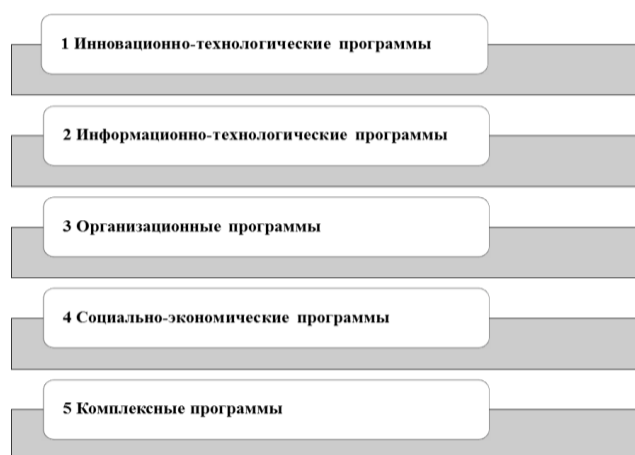 1 Инновационно-технологические программы
2 Информационно-технологические программы
3 Организационные программы
4 Социально-экономические программы
5 Комплексные программы